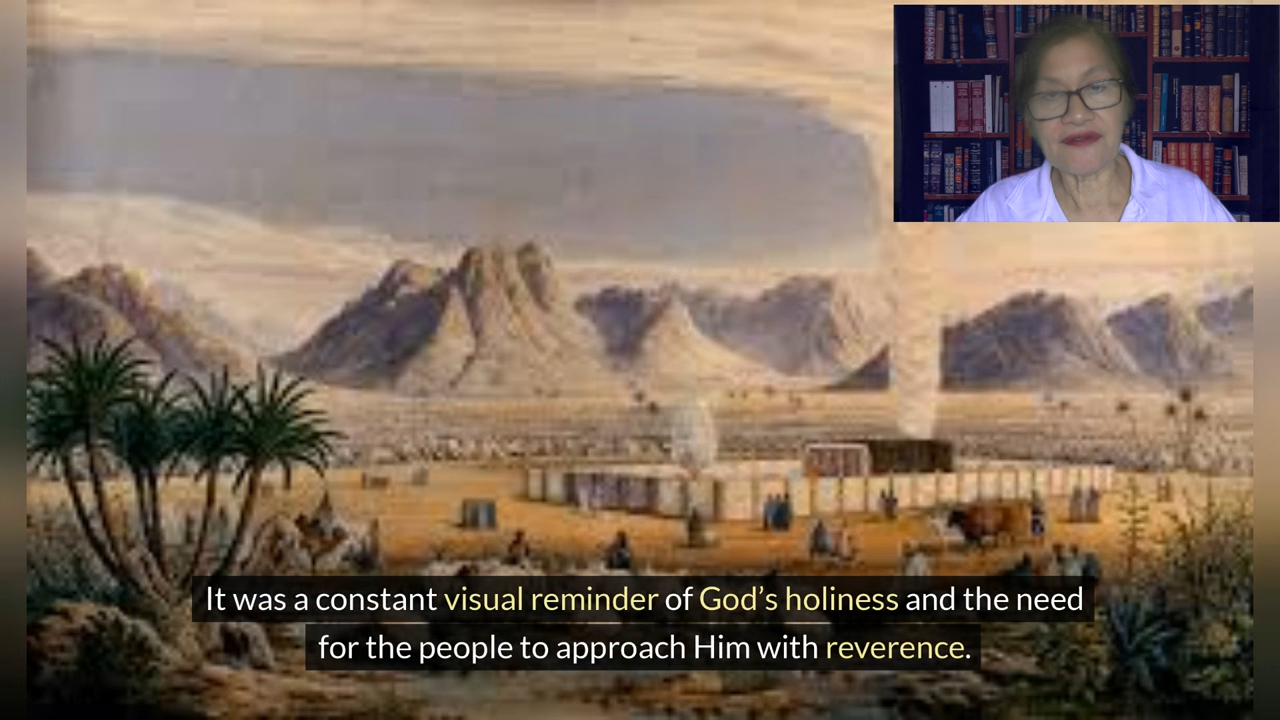 It was a constant visual reminder of God’s holiness and the need
for the people to approach Him with reverence.